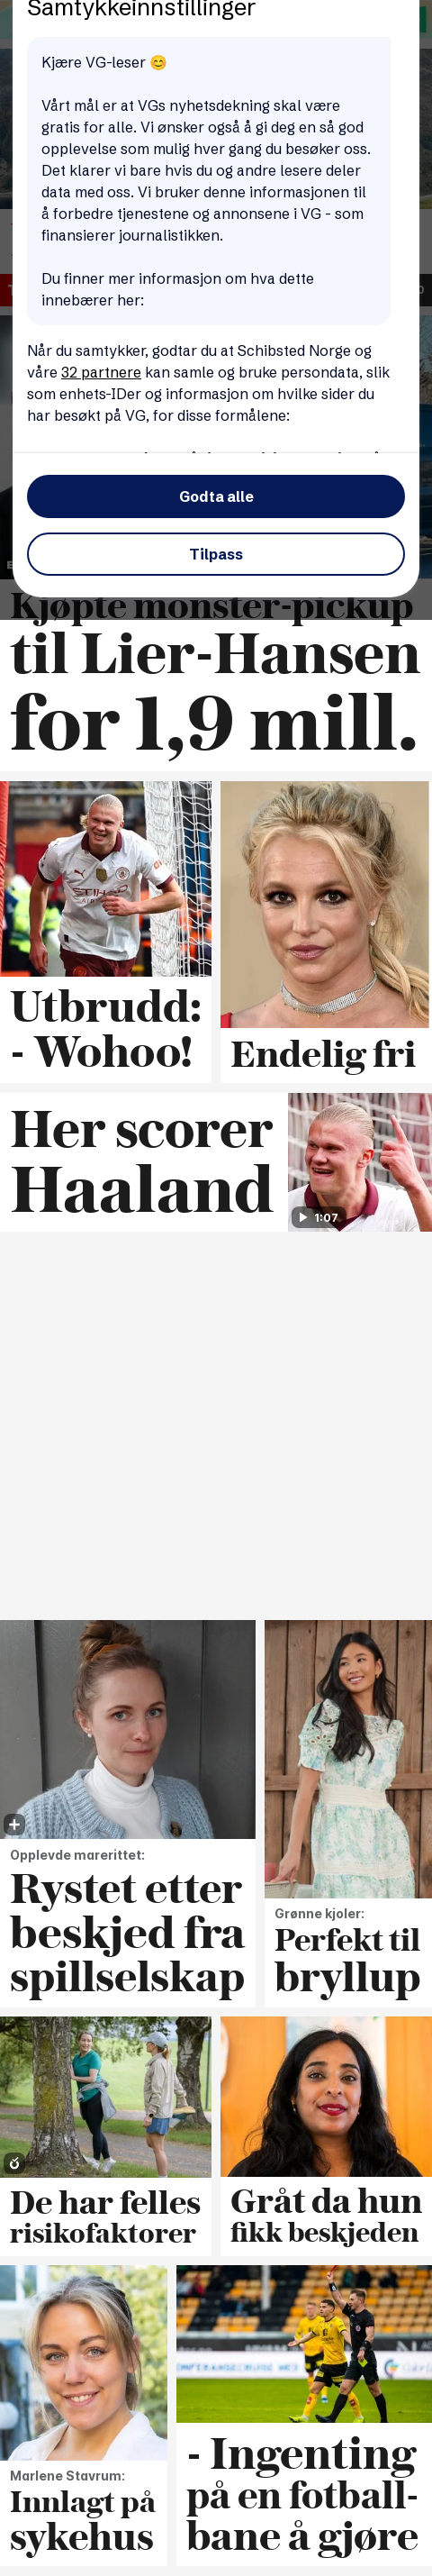 Samtykkeinnstillinger
Kjære VG-leser 😊
Vårt mål er at VGs nyhetsdekning skal være
gratis for alle. Vi ønsker også å gi deg en så god
opplevelse som mulig hver gang du besøker oss.
Det klarer vi bare hvis du og andre lesere deler
data med oss. Vi bruker denne informasjonen til
å forbedre tjenestene og annonsene i VG - som
finansierer journalistikken.
Du finner mer informasjon om hva dette
innebærer her:
Når du samtykker, godtar du at Schibsted Norge og
våre 32 partnere kan samle og bruke persondata, slik
som enhets-IDer og informasjon om hvilke sider du
har besøkt på VG, for disse formålene:
Godta alle
Tilpass
Kjøpte monster-pickup
til Lier-Hansen
for 1,9 mill.
Utbrudd:
- Wohoo!
Endelig fri
Her scorer
Haaland
1:07
Opplevde marerittet:
Rystet etter
beskjed fra
spillselskap
Grønne kjoler:
Perfekt til
bryllup
De har felles
risikofaktorer
Gråt da hun
fikk beskjeden
Marlene Stavrum:
Innlagt på
sykehus
- Ingenting
på en fotball-
bane å gjøre